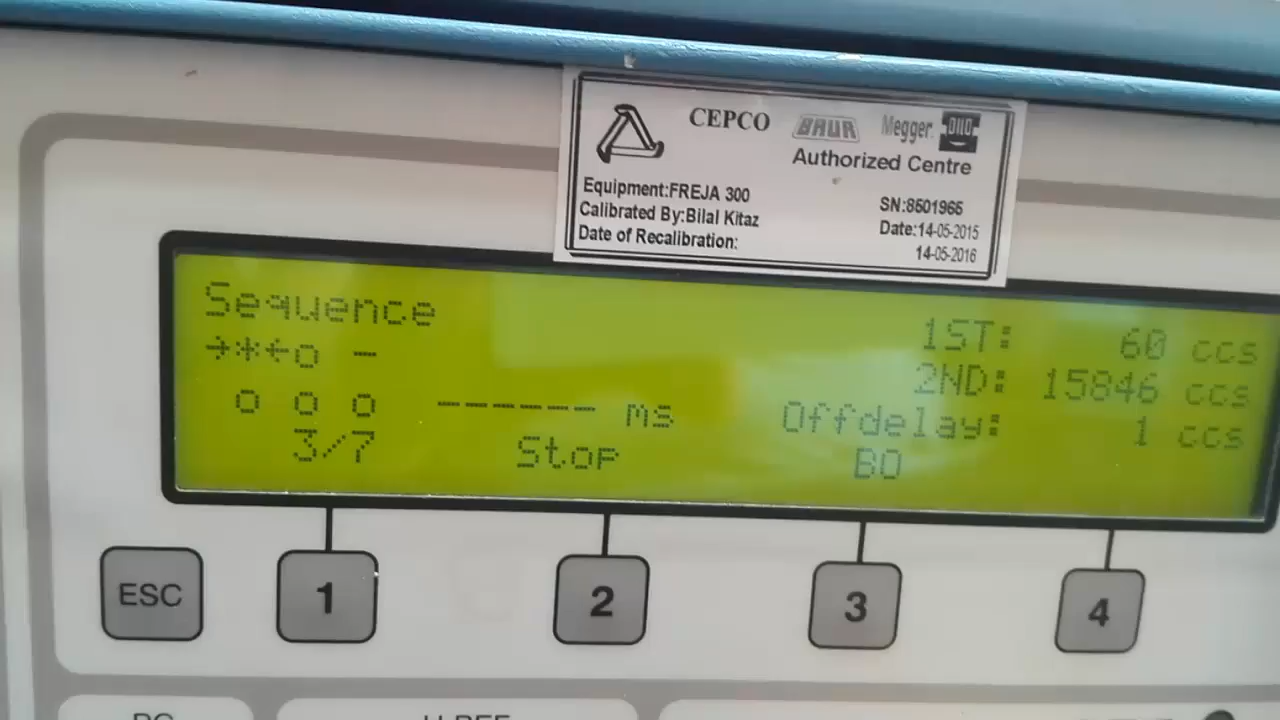 CEPCO
BAUR
Megger
Authorized Centre
Equipment:FREJA 300
SN:8501965
Calibrated By:Bilal Kitaz
Date:14-05-2015
Date of Recalibration:
14-05-2016
Sequence
1ST: 60 ccs
→**←o –
2ND: 15846 ccs
o o o ------ ms
Offdelay: 1 ccs
3/7 Stop BO
ESC 1 2 3 4